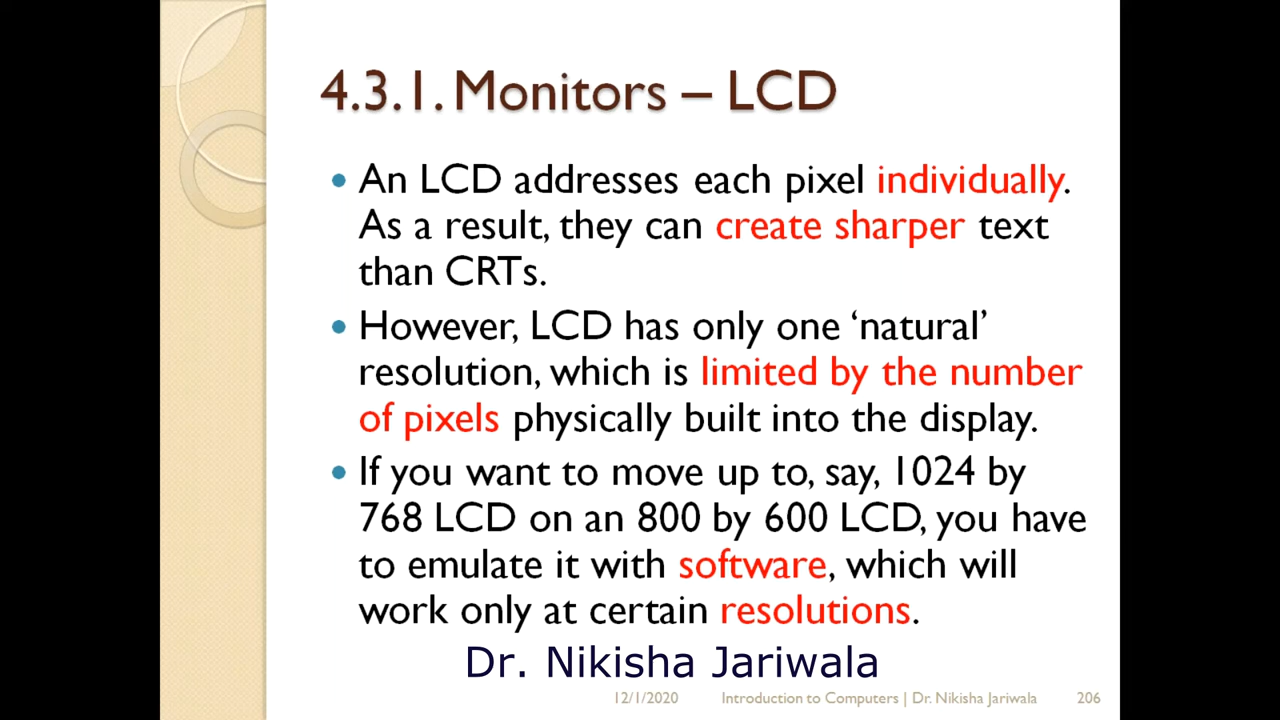 4.3.1. Monitors – LCD
An LCD addresses each pixel individually.
As a result, they can create sharper text
than CRTs.
However, LCD has only one ‘natural’
resolution, which is limited by the number
of pixels physically built into the display.
If you want to move up to, say, 1024 by
768 LCD on an 800 by 600 LCD, you have
to emulate it with software, which will
work only at certain resolutions.
Dr. Nikisha Jariwala
12/1/2020 Introduction to Computers | Dr. Nikisha Jariwala 206